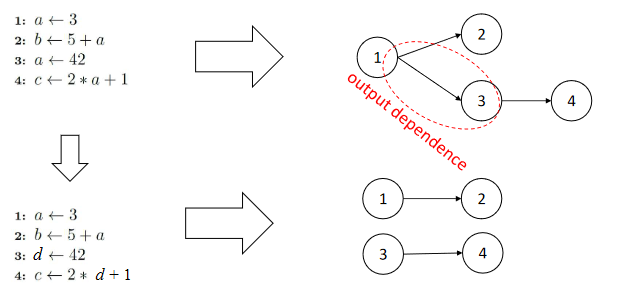 1: a ← 3
2: b ← 5 + a
3: a ← 42
4: c ← 2 * a + 1
1
2
3
4
output dependence
1: a ← 3
2: b ← 5 + a
3: d ← 42
4: c ← 2 * d + 1
1
2
3
4